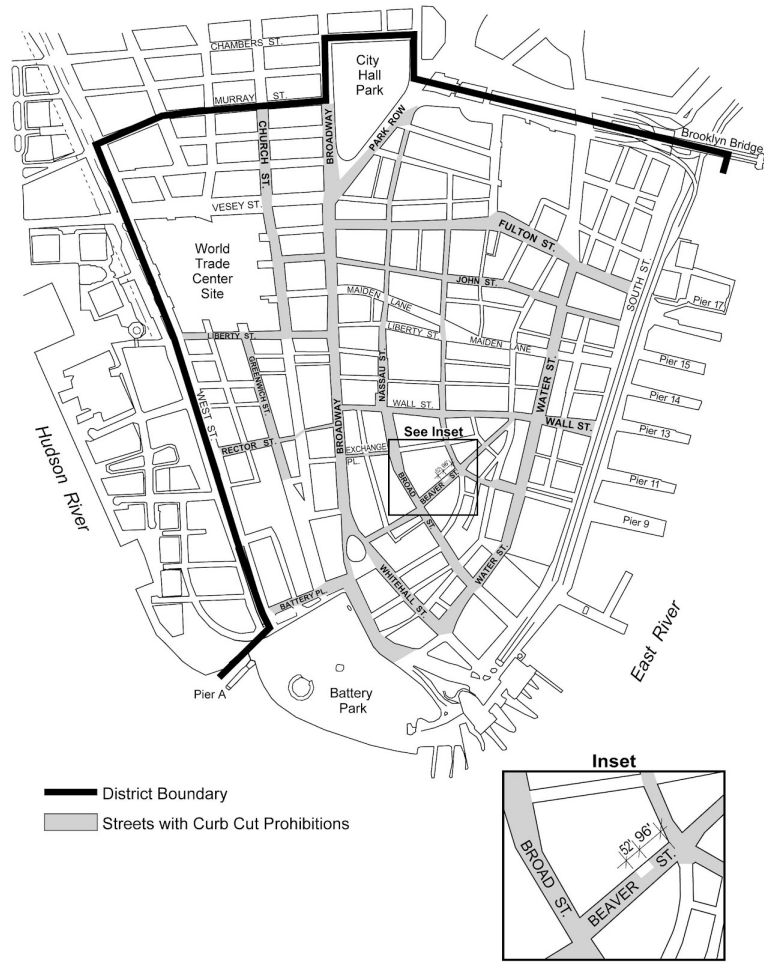 CHAMBERS ST.
City
Hall
Park
MURRAY ST.
BROADWAY
PARK ROW
CHURCH ST.
Brooklyn Bridge
VESEY ST.
FULTON ST.
World
Trade
Center
Site
JOHN ST.
SOUTH ST.
MAIDEN LANE
Pier 17
LIBERTY ST.
LIBERTY ST.
MAIDEN LANE
GREENWICH ST.
NASSAU ST.
WATER ST.
Pier 15
WEST ST.
BROADWAY
WALL ST.
Pier 14
WALL ST.
Pier 13
See Inset
RECTOR ST.
EXCHANGE
PL.
Hudson River
52' 96'
BROAD ST.
BEAVER ST.
Pier 11
Pier 9
WATER ST.
WHITEHALL ST.
BATTERY PL.
East River
Pier A
Battery
Park
Inset
District Boundary
Streets with Curb Cut Prohibitions
52' 96'
BROAD ST.
BEAVER ST.